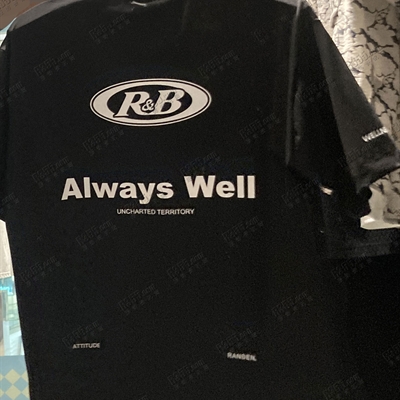 R&B
Always Well
UNCHARTED TERRITORY
ATTITUDE
RANSEN.